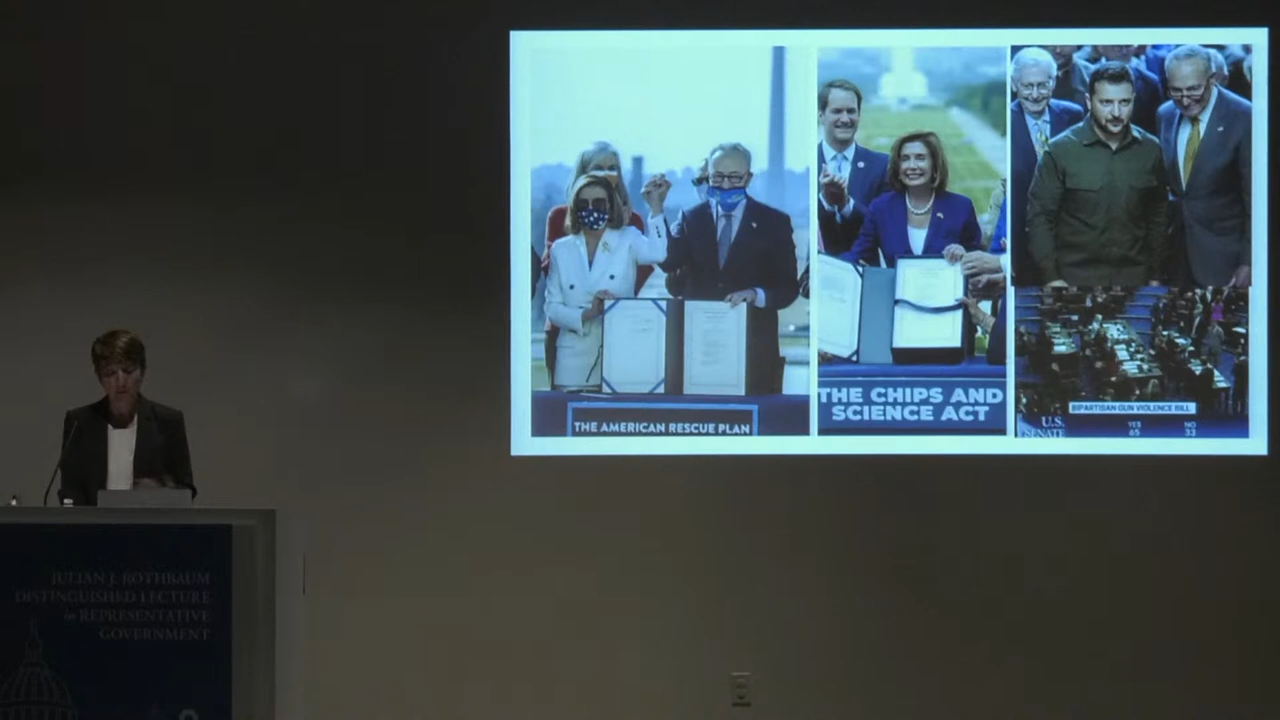 THE AMERICAN RESCUE PLAN
THE CHIPS AND
SCIENCE ACT
BIPARTISAN GUN VIOLENCE BILL
U.S.
SENATE
YES
NO
65
33
JULIAN J. ROTHBAUM
DISTINGUISHED LECTURE
in REPRESENTATIVE
GOVERNMENT